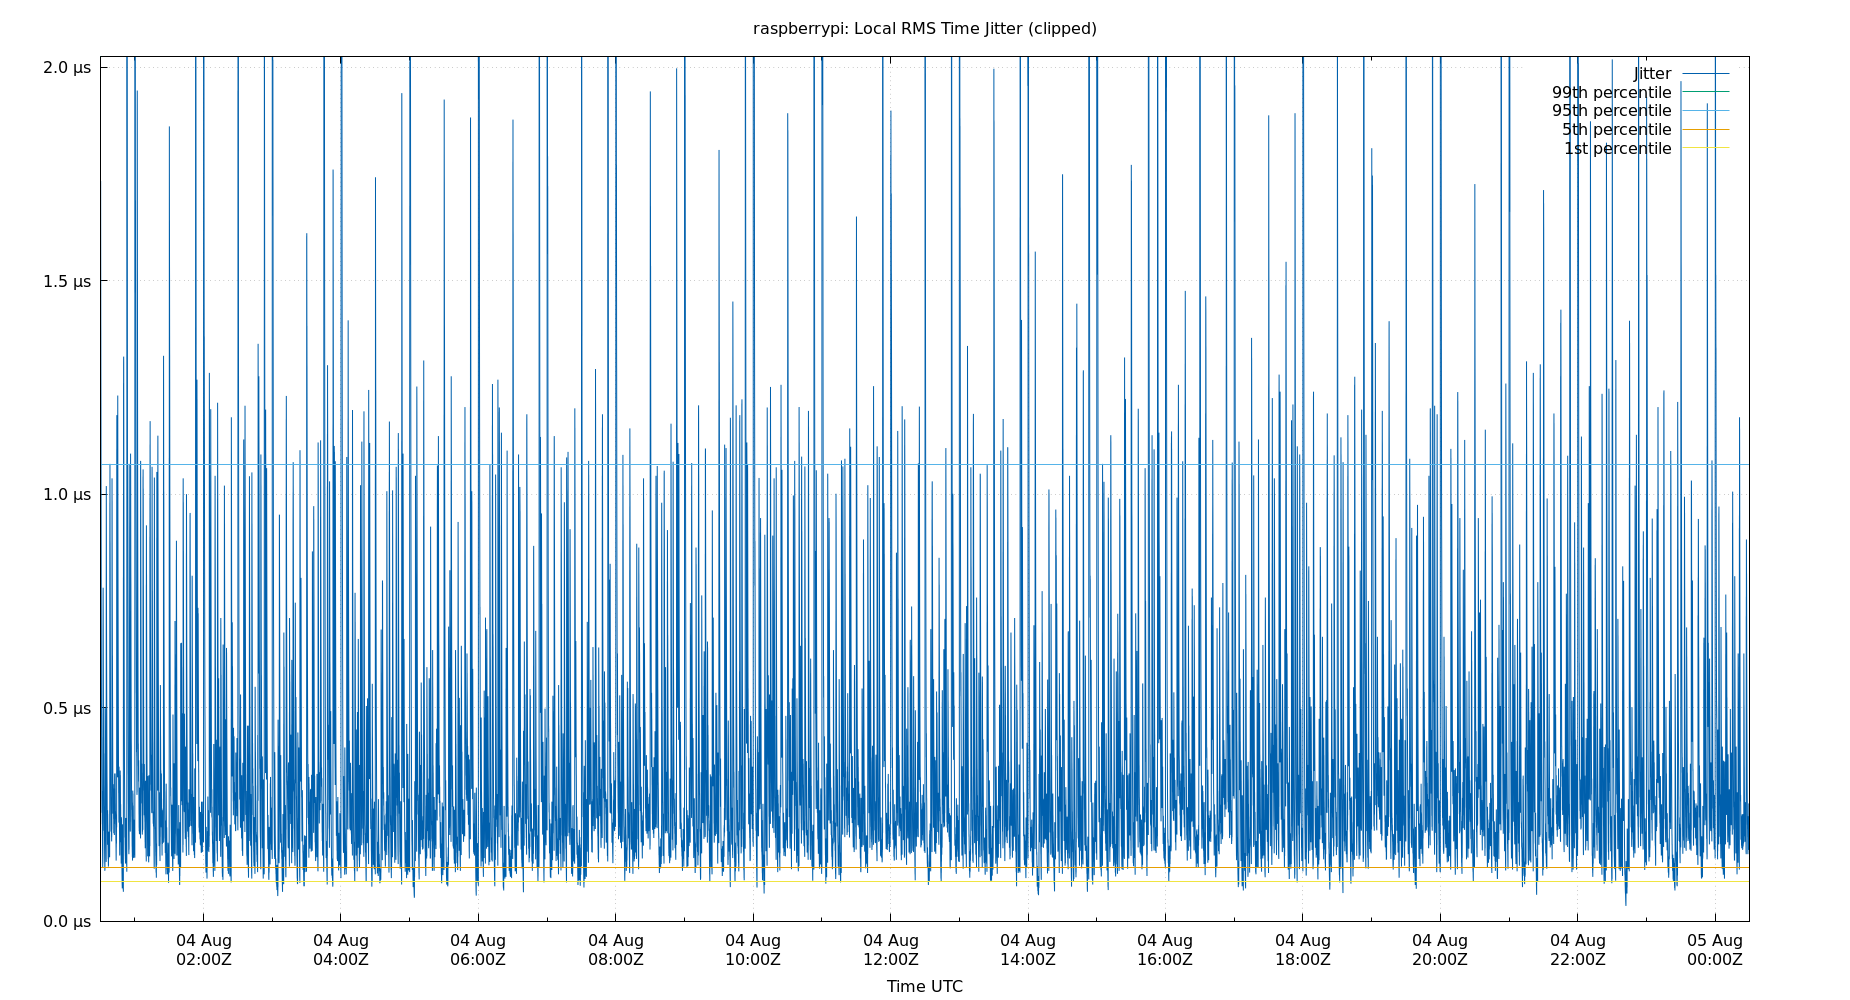 raspberrypi: Local RMS Time Jitter (clipped)
2.0 µs
1.5 µs
1.0 µs
0.5 µs
0.0 µs
Jitter
99th percentile
95th percentile
5th percentile
1st percentile
04 Aug 04 Aug 04 Aug 04 Aug 04 Aug 04 Aug 04 Aug 04 Aug 04 Aug 04 Aug 04 Aug 05 Aug
02:00Z 04:00Z 06:00Z 08:00Z 10:00Z 12:00Z 14:00Z 16:00Z 18:00Z 20:00Z 22:00Z 00:00Z
Time UTC